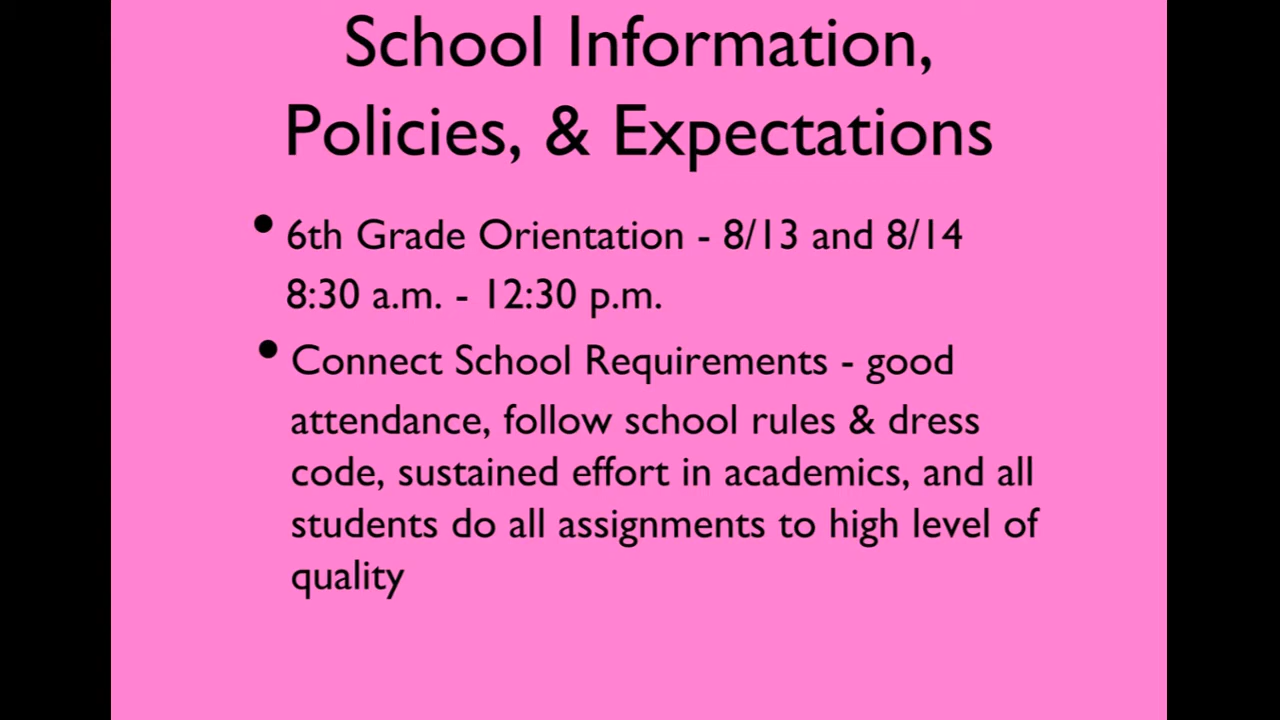 School Information,
Policies, & Expectations
• 6th Grade Orientation - 8/13 and 8/14
8:30 a.m. - 12:30 p.m.
• Connect School Requirements - good
attendance, follow school rules & dress
code, sustained effort in academics, and all
students do all assignments to high level of
quality